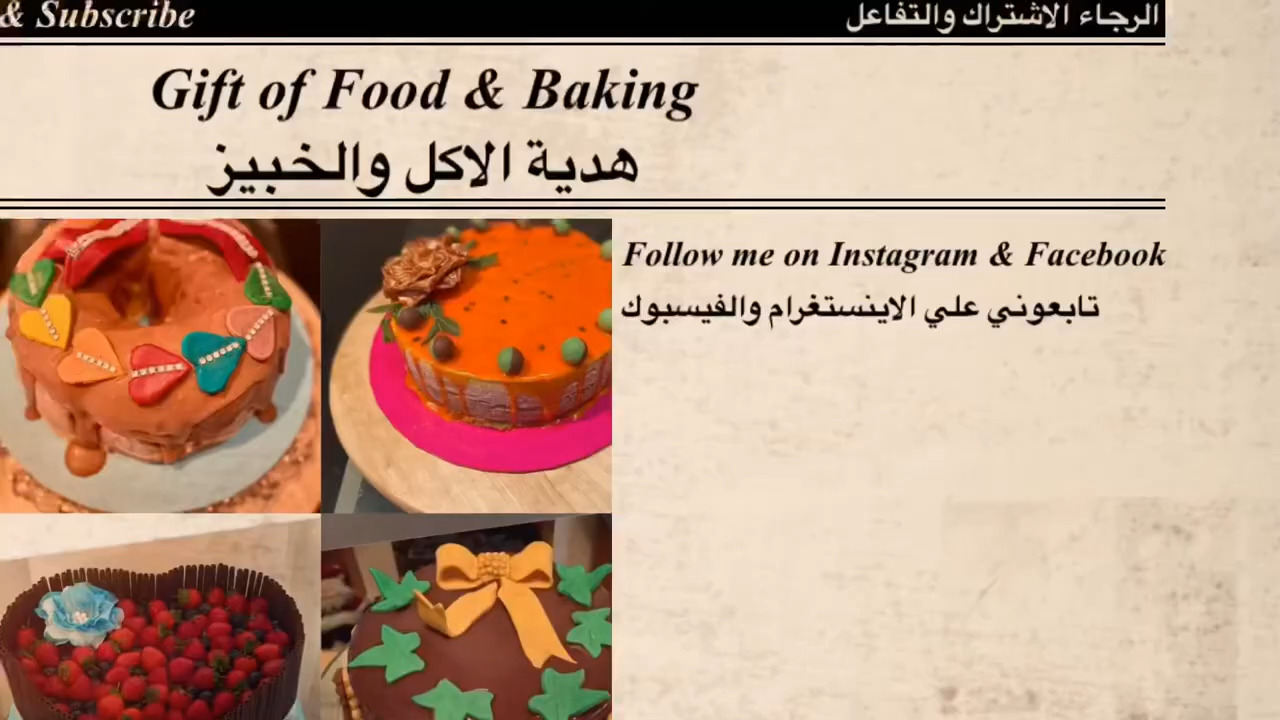 & Subscribe
الرجاء الاشتراك والتفاعل
Gift of Food & Baking
هدية الاكل والخبيز
Follow me on Instagram & Facebook
تابعوني علي الاينستغرام والفيسبوك